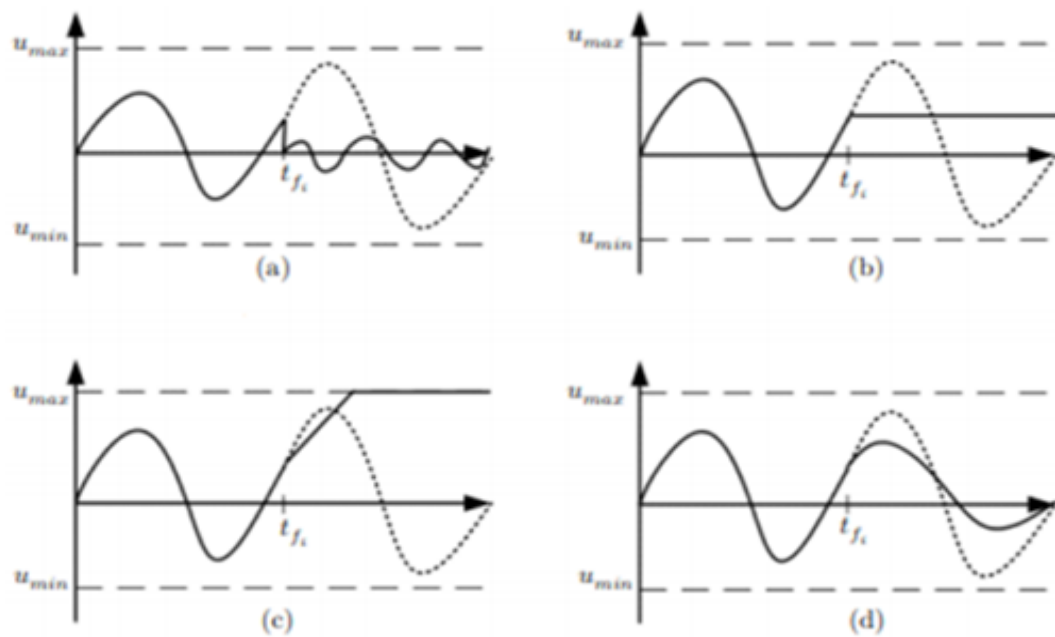 u_max
t_fi
u_min
(a)
u_max
t_fi
u_min
(b)
u_max
t_fi
u_min
(c)
u_max
t_fi
u_min
(d)